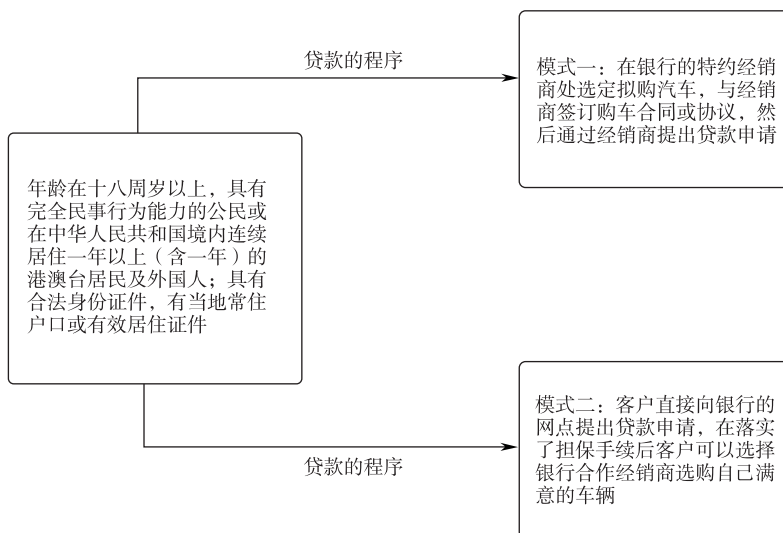 贷款的程序
模式一：在银行的特约经销
商处选定拟购汽车，与经销
商签订购车合同或协议，然
后通过经销商提出贷款申请
年龄在十八周岁以上，具有
完全民事行为能力的公民或
在中华人民共和国境内连续
居住一年以上（含一年）的
港澳台居民及外国人；具有
合法身份证件，有当地常住
户口或有效居住证件
模式二：客户直接向银行的
网点提出贷款申请，在落实
了担保手续后客户可以选择
银行合作经销商选购自己满
意的车辆
贷款的程序